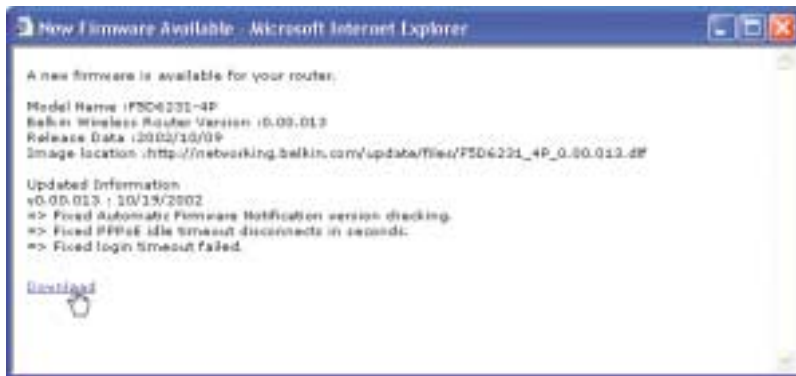 New Firmware Available - Microsoft Internet Explorer
A new firmware is available for your router.
Model Name :F5D6231-4P
Belkin Wireless Router Version :0.00.013
Release Data :2002/10/09
Image location :http://networking.belkin.com/update/files/F5D6231_4P_0.00.013.dlf
Updated Information
v0.00.013 : 10/19/2002
=> Fixed Automatic Firmware Notification version checking.
=> Fixed PPPoE idle timeout disconnects in seconds.
=> Fixed login timeout failed.
Download